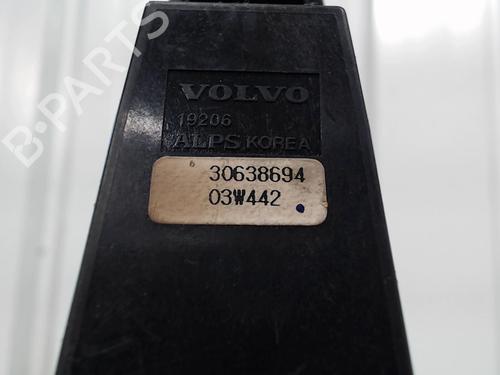 B-PARTS
VOLVO
19206
ALPS KOREA
30638694
03W442